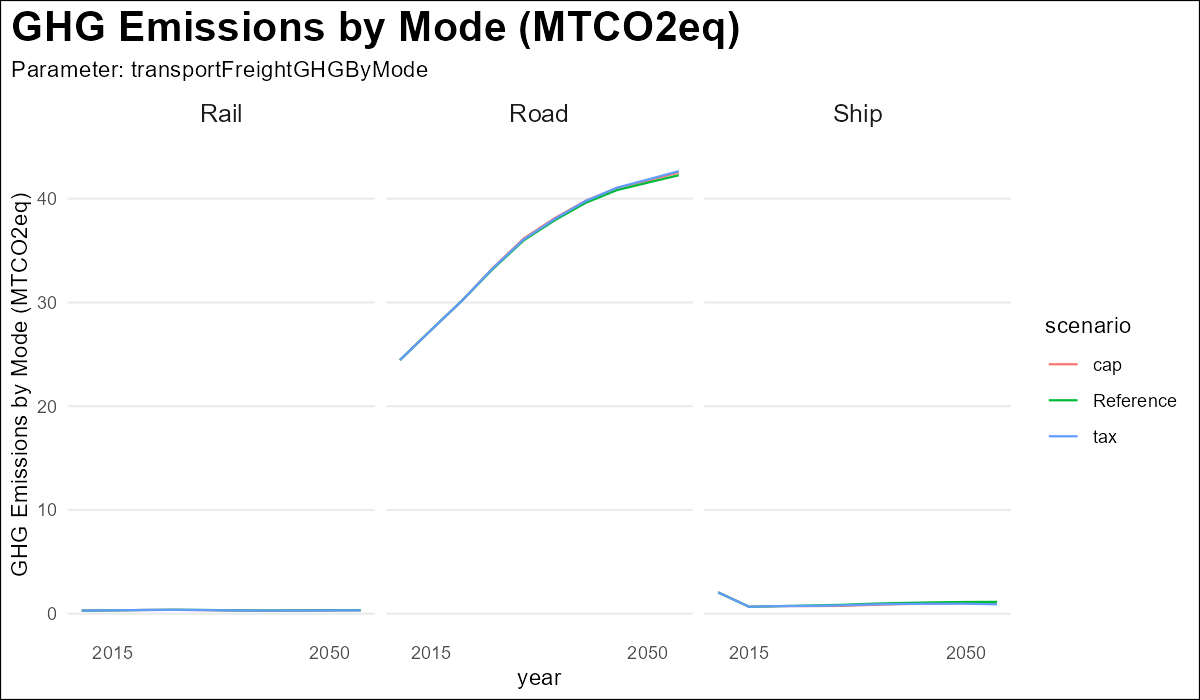 GHG Emissions by Mode (MTCO2eq)
Parameter: transportFreightGHGByMode
Rail
Road
Ship
GHG Emissions by Mode (MTCO2eq)
40
30
20
10
0
2015
2050
2015
2050
2015
2050
year
scenario
cap
Reference
tax